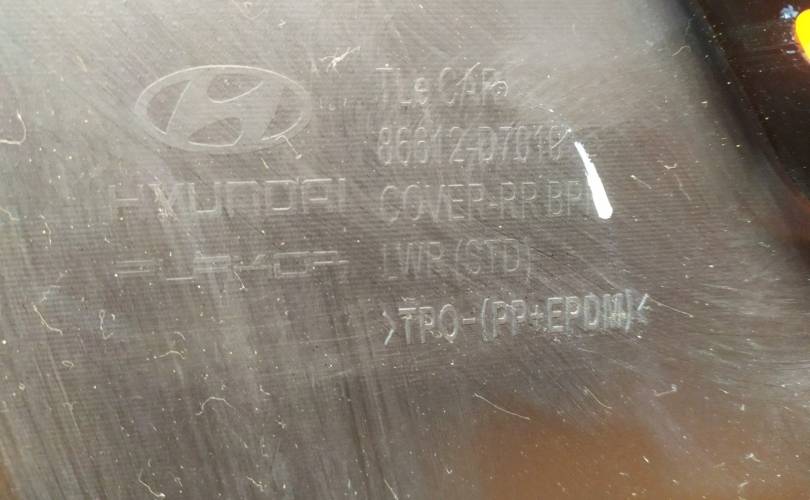 TLe CAR
86612-D7010
HYUNDAI
COVER-RR BPR
LWR (STD)
>TPO-(PP+EPDM)<